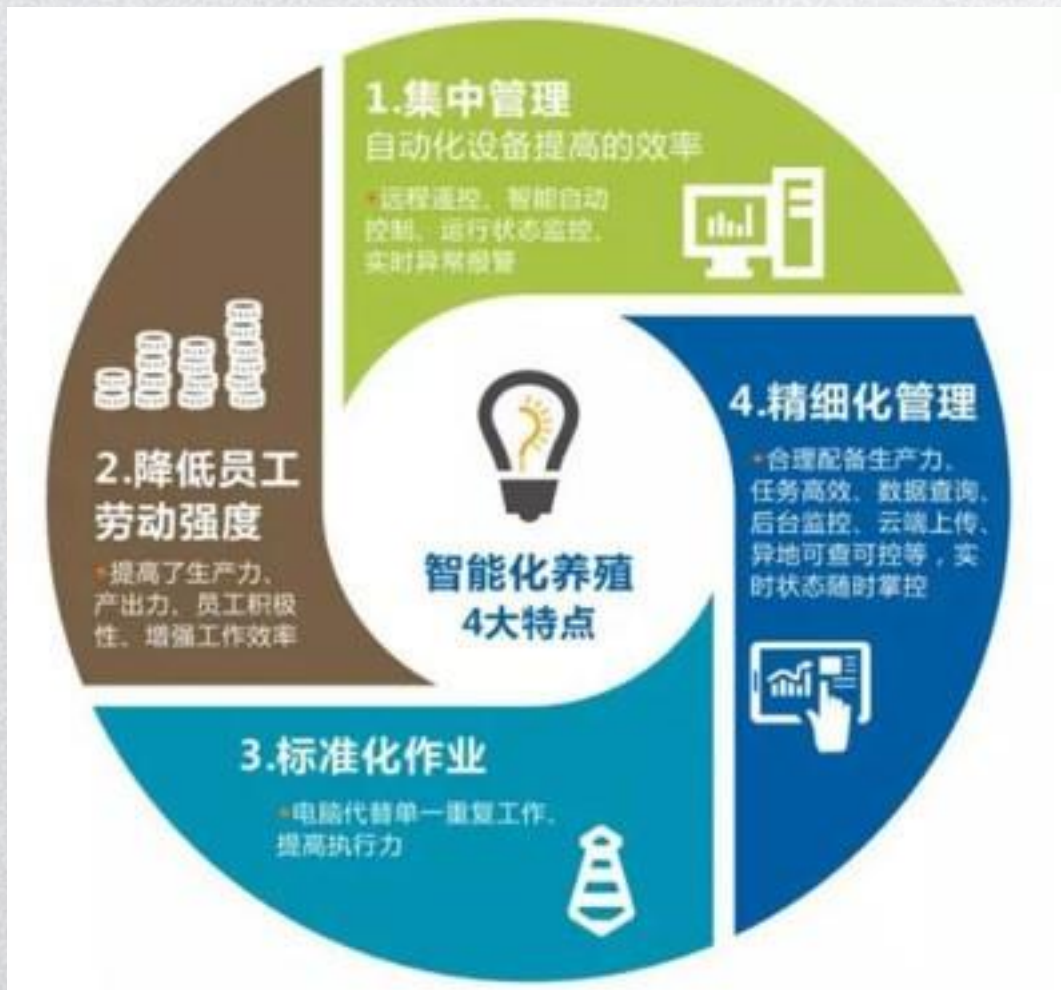 1.集中管理
自动化设备提高的效率
•远程遥控、智能自动
控制、运行状态监控、
实时异常报警
2.降低员工
劳动强度
•提高了生产力、
产出力、员工积极
性、增强工作效率
3.标准化作业
•电脑代替单一重复工作、
提高执行力
4.精细化管理
•合理配备生产力、
任务高效、数据查询、
后台监控、云端上传、
异地可查可控等，实
时状态随时掌控
智能化养殖
4大特点